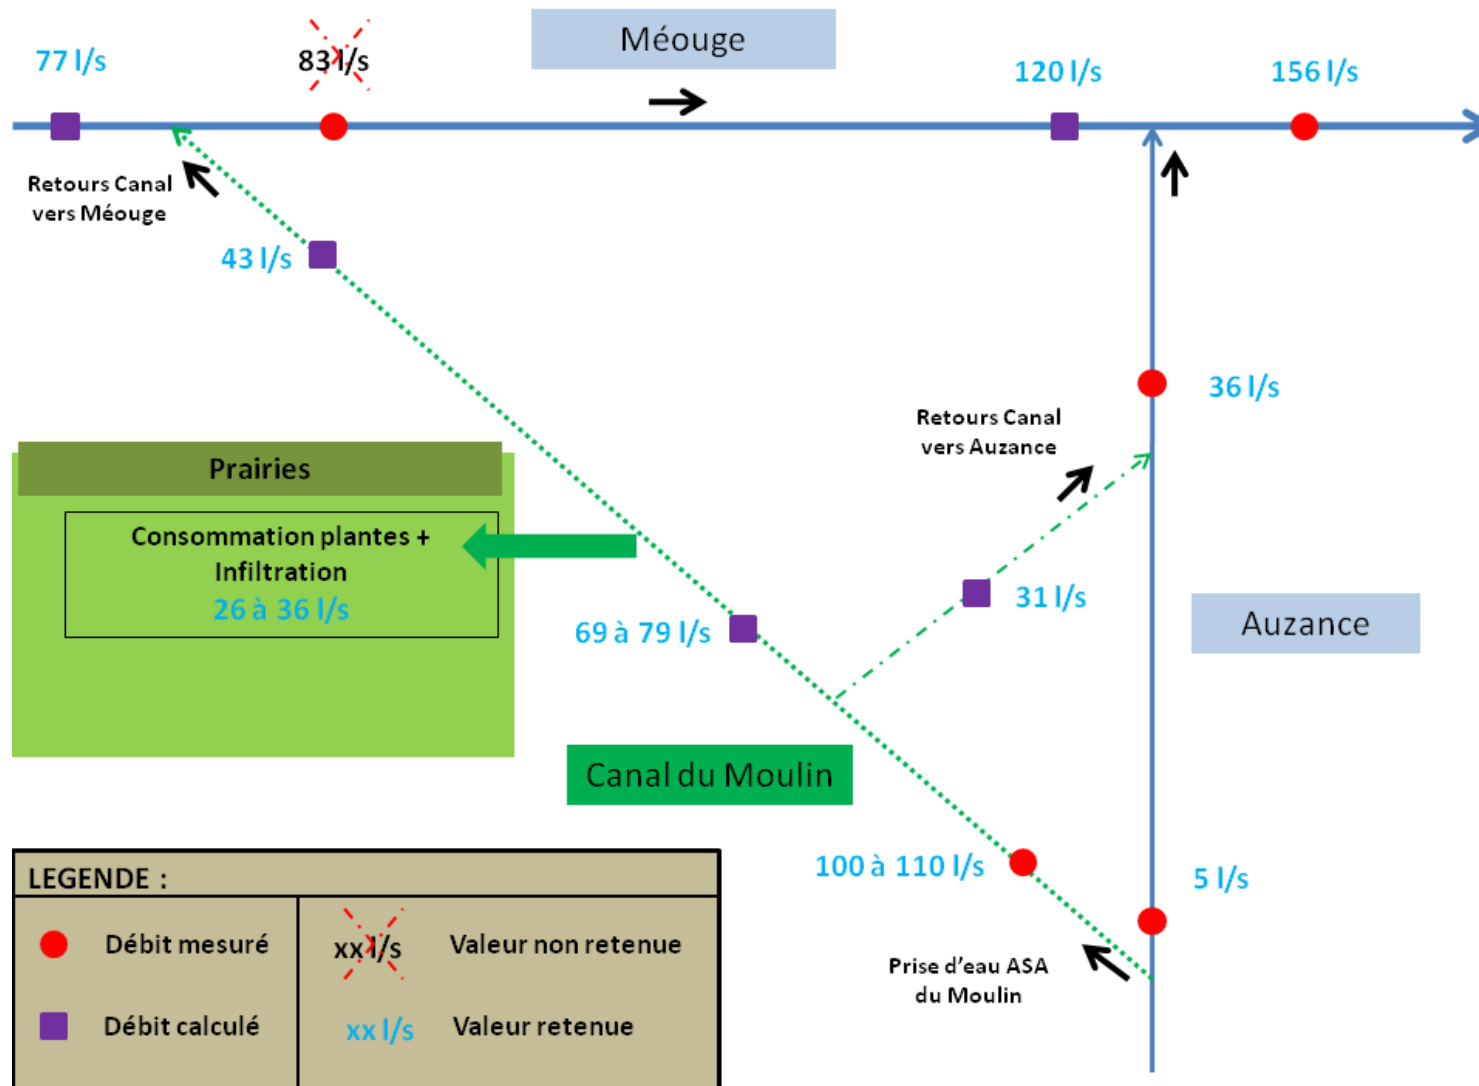 Méouge
77 l/s
83 l/s
120 l/s
156 l/s
Retours Canal
vers Méouge
43 l/s
36 l/s
Retours Canal
vers Auzance
Prairies
Consommation plantes +
Infiltration
26 à 36 l/s
69 à 79 l/s
31 l/s
Auzance
Canal du Moulin
100 à 110 l/s
5 l/s
Prise d’eau ASA
du Moulin
LEGENDE :
Débit mesuré
xx l/s
Valeur non retenue
Débit calculé
xx l/s
Valeur retenue